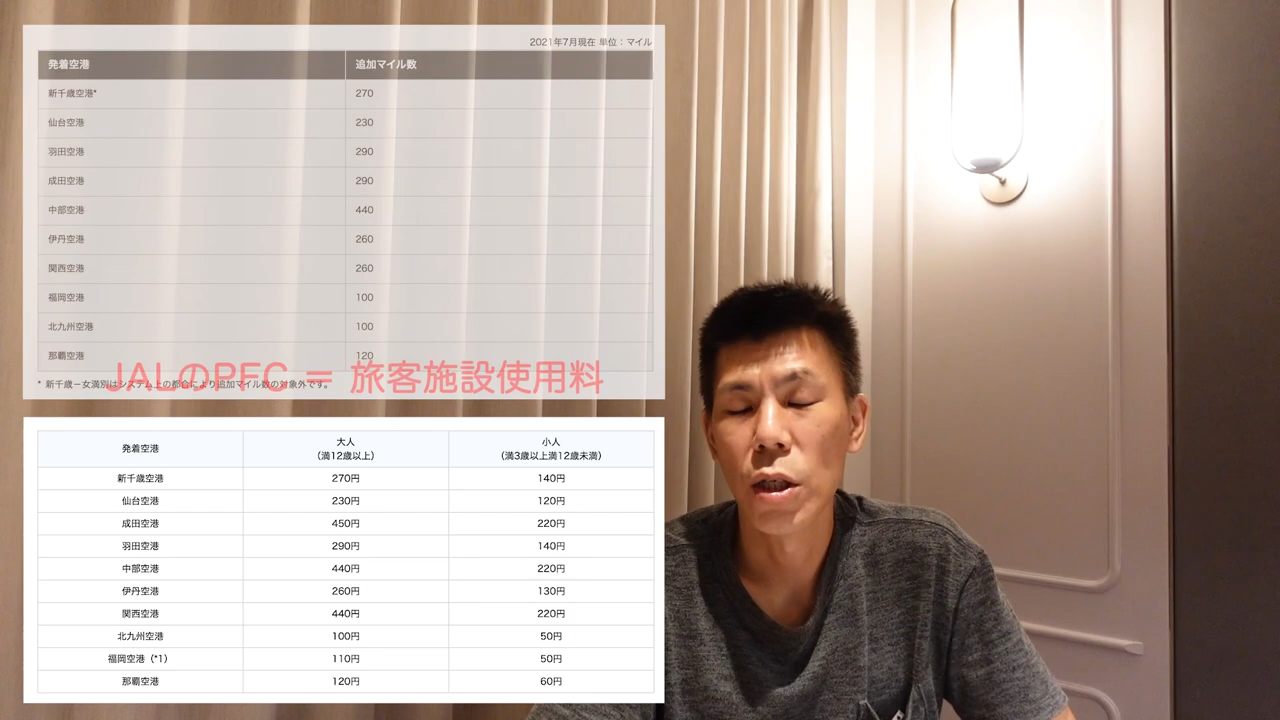 2021年7月現在 単位：マイル
発着空港 追加マイル数
新千歳空港* 270
仙台空港 230
羽田空港 290
成田空港 290
中部空港 440
伊丹空港 260
関西空港 260
福岡空港 100
北九州空港 100
那覇空港 120
* 新千歳－女満別はシステム上の都合により追加マイル数の対象外です。
JALのPFC ＝ 旅客施設使用料
発着空港 大人 小人
（満12歳以上） （満3歳以上満12歳未満）
新千歳空港 270円 140円
仙台空港 230円 120円
成田空港 450円 220円
羽田空港 290円 140円
中部空港 440円 220円
伊丹空港 260円 130円
関西空港 440円 220円
北九州空港 100円 50円
福岡空港（*1） 110円 50円
那覇空港 120円 60円